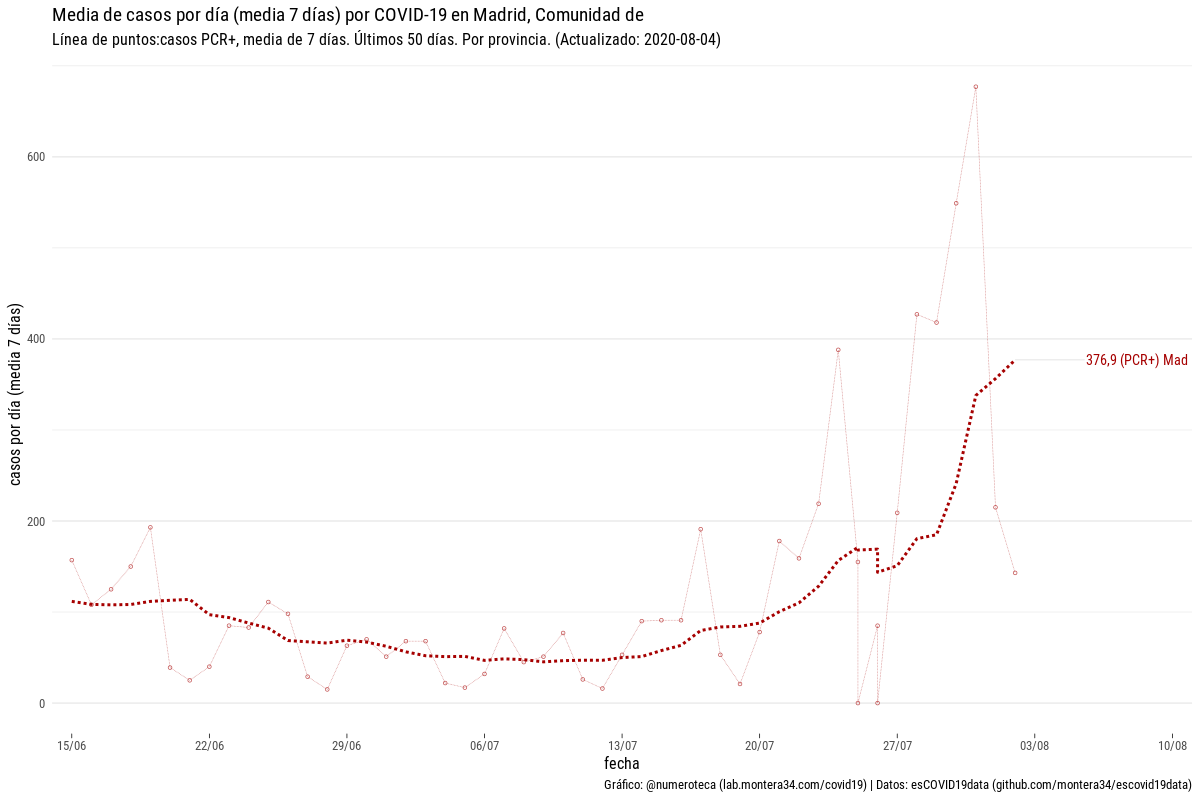 Media de casos por día (media 7 días) por COVID-19 en Madrid, Comunidad de
Línea de puntos:casos PCR+, media de 7 días. Últimos 50 días. Por provincia. (Actualizado: 2020-08-04)
casos por día (media 7 días)
600
400
200
0
376,9 (PCR+) Mad
15/06
22/06
29/06
06/07
13/07
20/07
27/07
03/08
10/08
fecha
Gráfico: @numeroteca (lab.montera34.com/covid19) | Datos: esCOVID19data (github.com/montera34/escovid19data)